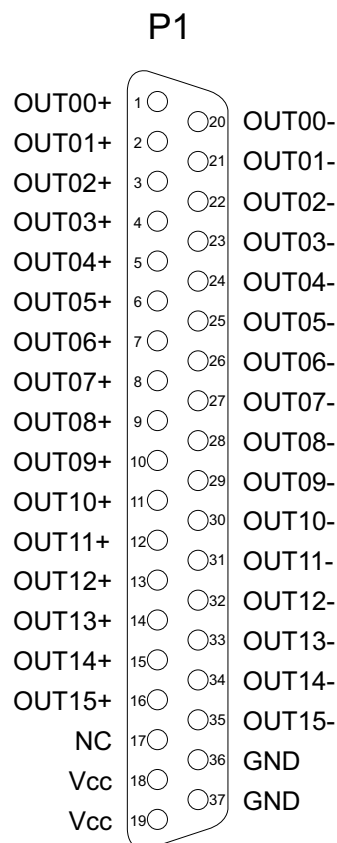 P1
OUT00+ 1 20 OUT00-
OUT01+ 2 21 OUT01-
OUT02+ 3 22 OUT02-
OUT03+ 4 23 OUT03-
OUT04+ 5 24 OUT04-
OUT05+ 6 25 OUT05-
OUT06+ 7 26 OUT06-
OUT07+ 8 27 OUT07-
OUT08+ 9 28 OUT08-
OUT09+ 10 29 OUT09-
OUT10+ 11 30 OUT10-
OUT11+ 12 31 OUT11-
OUT12+ 13 32 OUT12-
OUT13+ 14 33 OUT13-
OUT14+ 15 34 OUT14-
OUT15+ 16 35 OUT15-
NC 17 36 GND
Vcc 18 37 GND
Vcc 19